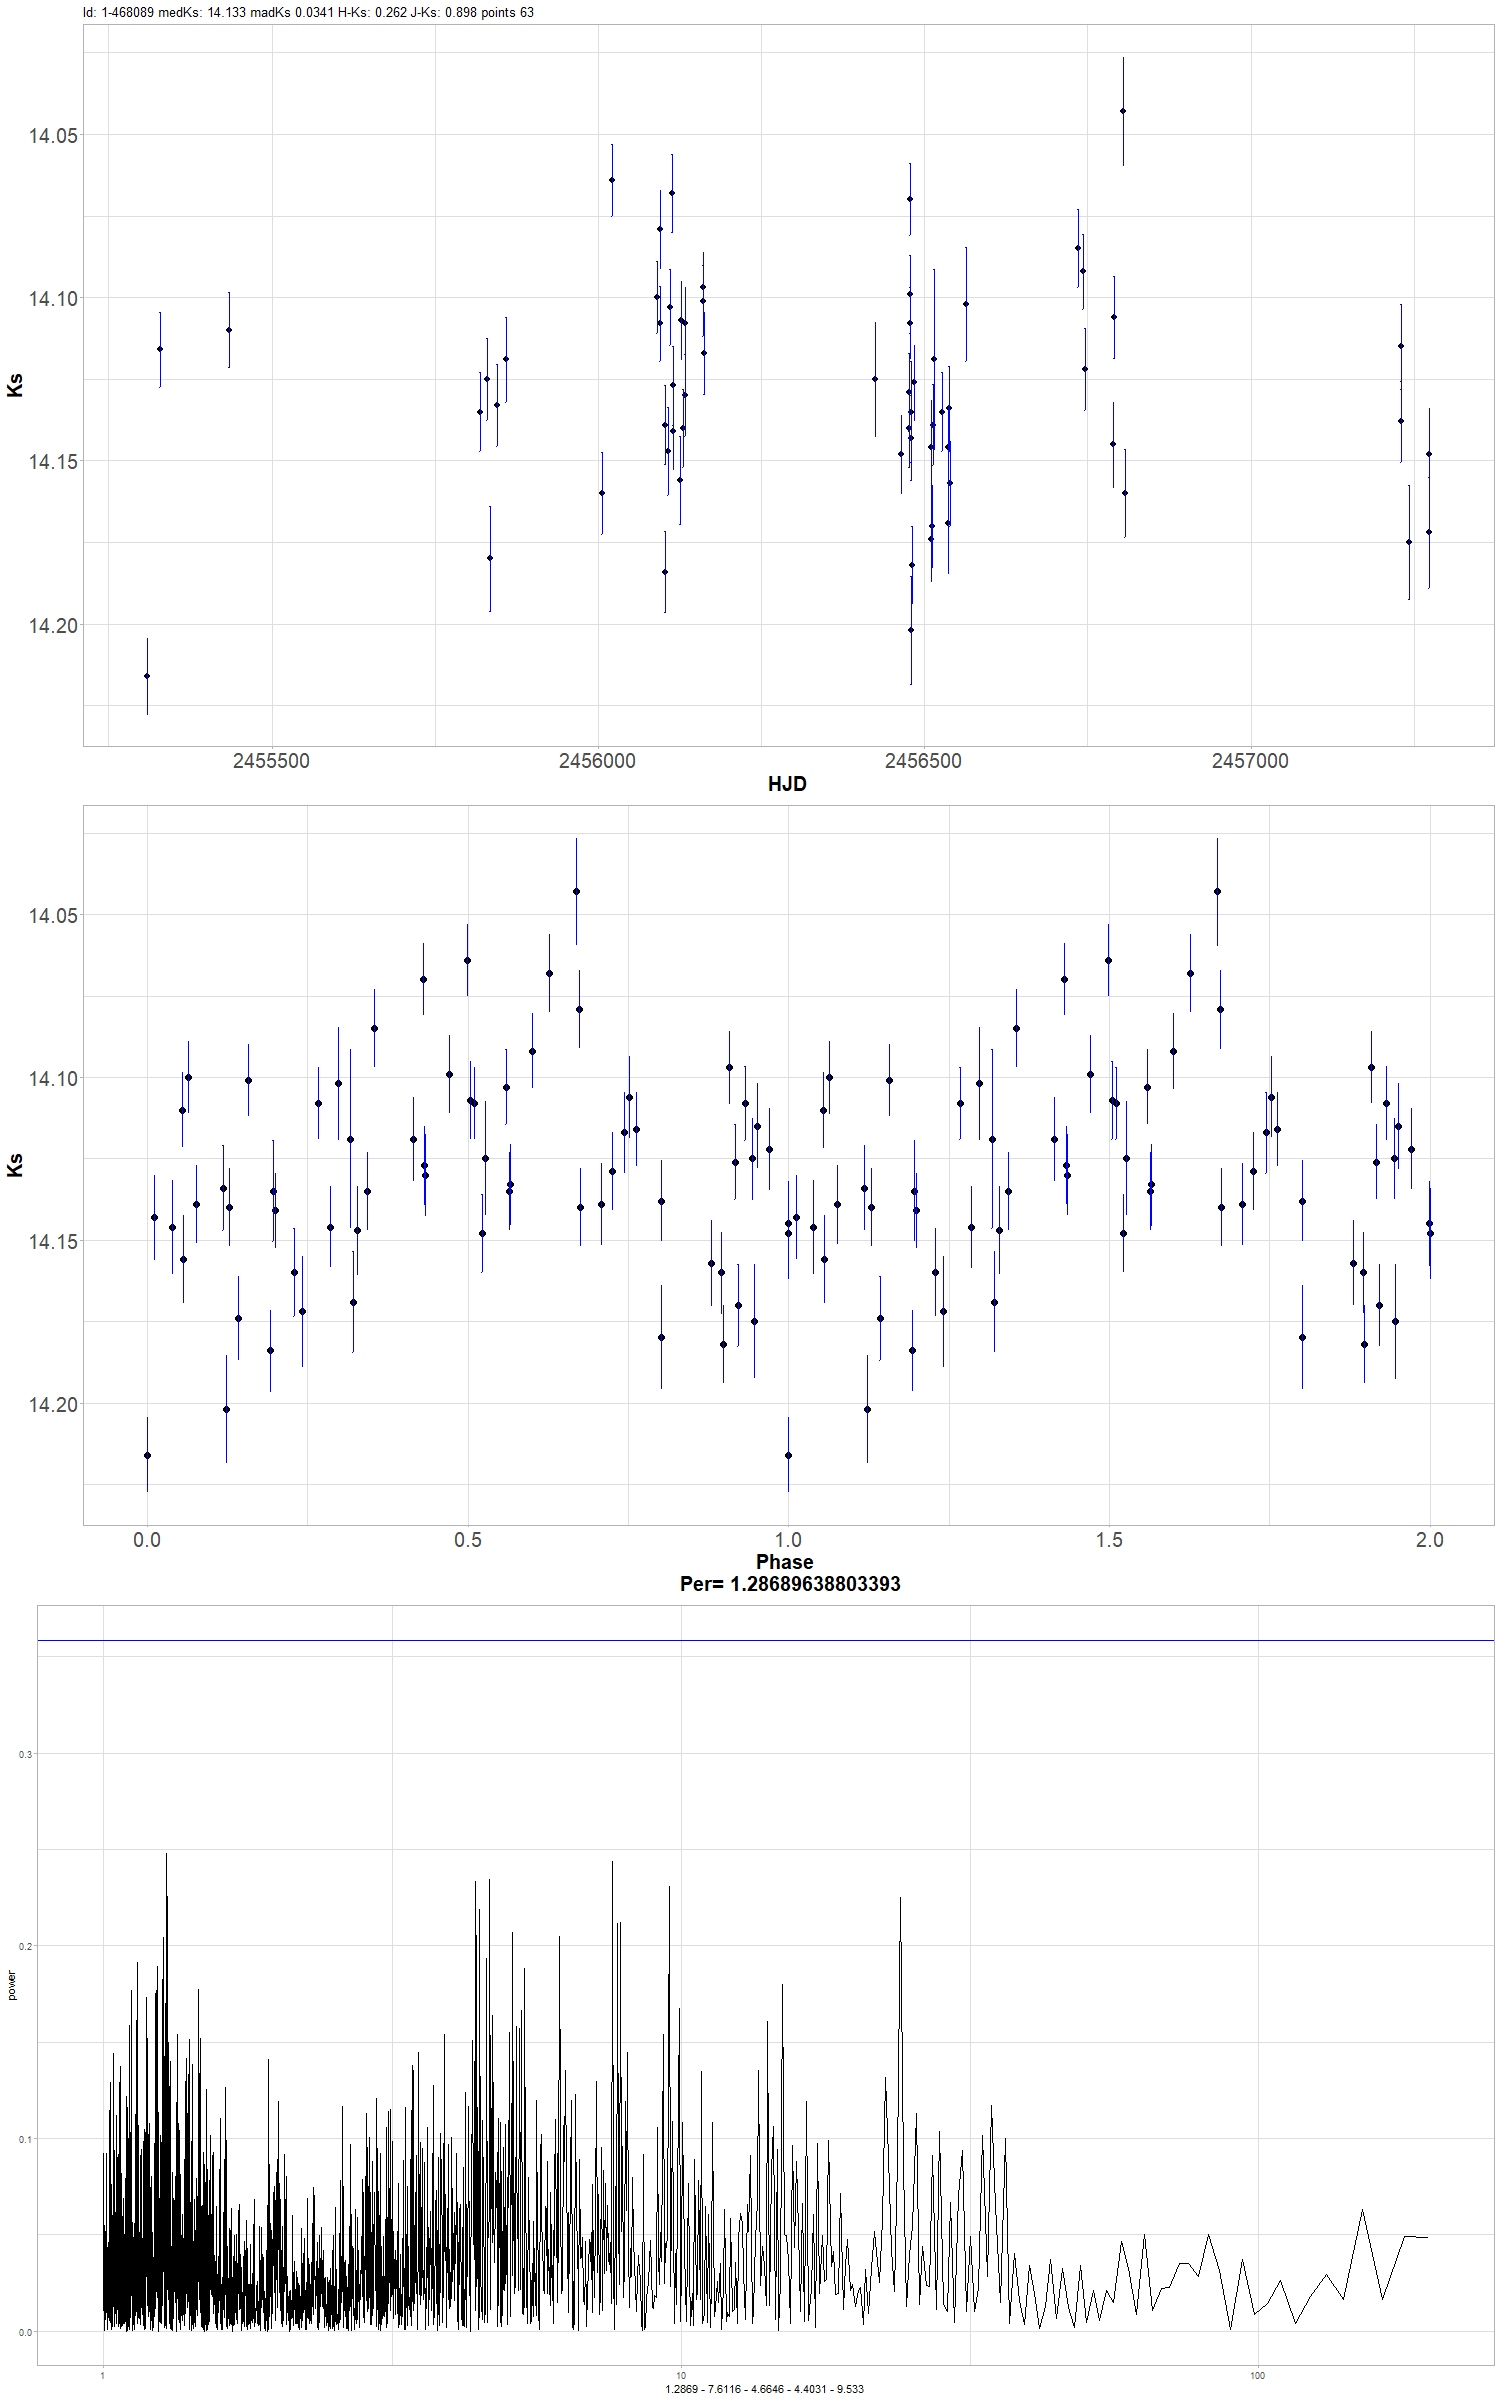 Id: 1-468089 medKs: 14.133 madKs 0.0341 H-Ks: 0.262 J-Ks: 0.898 points 63
14.05
14.10
14.15
14.20
Ks
2455500 2456000 2456500 2457000
HJD
14.05
14.10
14.15
14.20
Ks
0.0 0.5 1.0 1.5 2.0
Phase
Per= 1.28689638803393
0.3
0.2
0.1
0.0
power
1 10 100
1.2869 - 7.6116 - 4.6646 - 4.4031 - 9.533